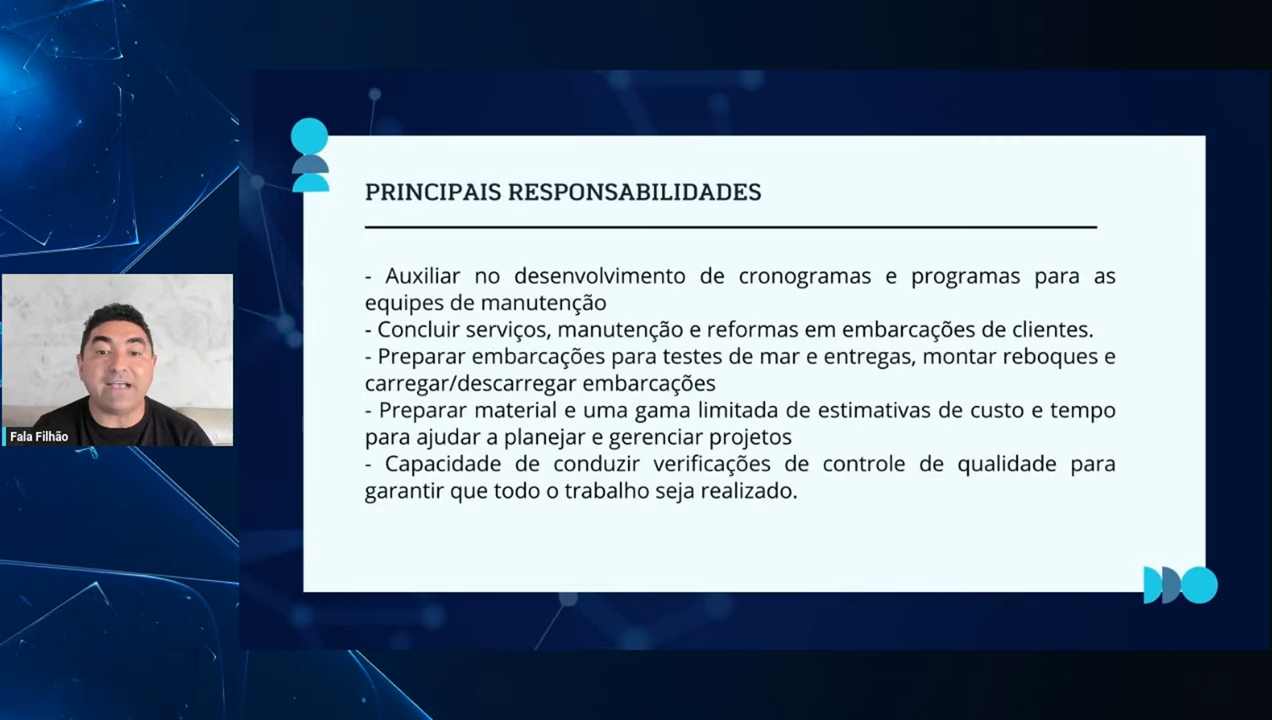 PRINCIPAIS RESPONSABILIDADES
- Auxiliar no desenvolvimento de cronogramas e programas para as
equipes de manutenção
- Concluir serviços, manutenção e reformas em embarcações de clientes.
- Preparar embarcações para testes de mar e entregas, montar reboques e
carregar/descarregar embarcações
- Preparar material e uma gama limitada de estimativas de custo e tempo
para ajudar a planejar e gerenciar projetos
- Capacidade de conduzir verificações de controle de qualidade para
garantir que todo o trabalho seja realizado.
Fala Filhão